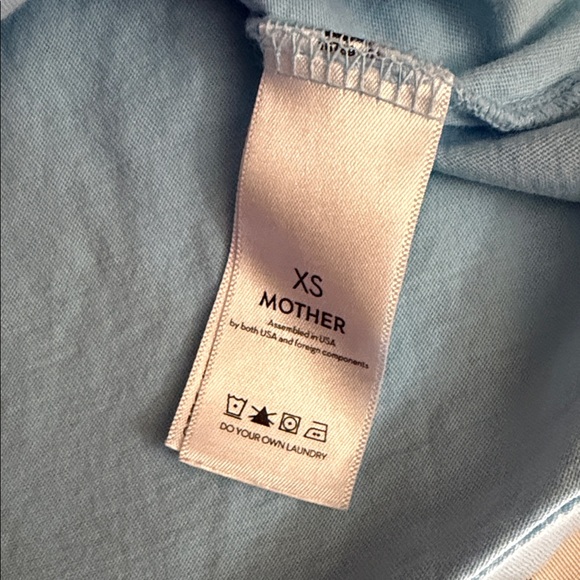 XS
MOTHER
Assembled in USA
by both USA and foreign components
DO YOUR OWN LAUNDRY